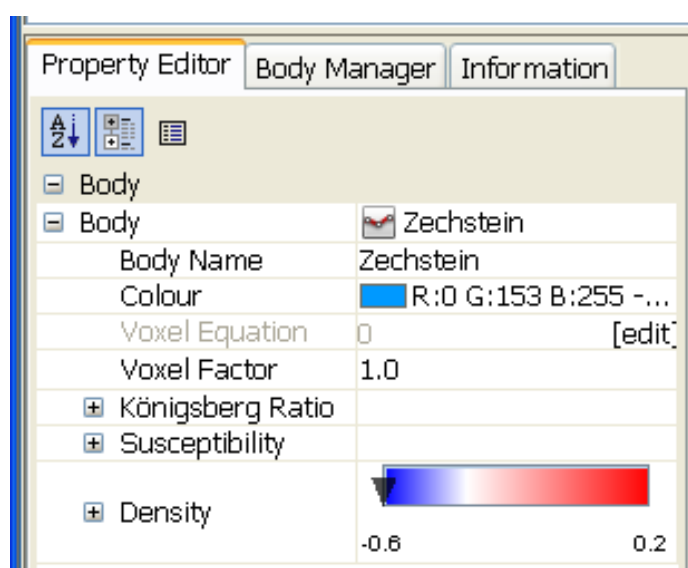 Property Editor Body Manager Information
Body
Body Zechstein
Body Name Zechstein
Colour R:0 G:153 B:255 -...
Voxel Equation 0 [edit]
Voxel Factor 1.0
Königsberg Ratio
Susceptibility
Density
-0.6 0.2